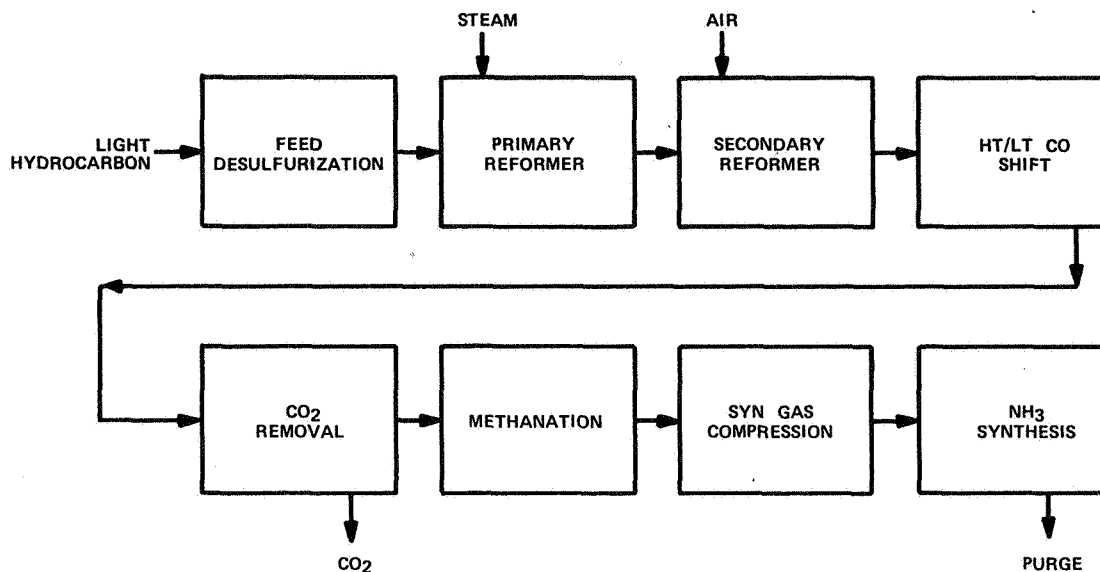 STEAM
AIR
LIGHT
HYDROCARBON
FEED
DESULFURIZATION
PRIMARY
REFORMER
SECONDARY
REFORMER
HT/LT CO
SHIFT
CO2
REMOVAL
METHANATION
SYN GAS
COMPRESSION
NH3
SYNTHESIS
CO2
PURGE